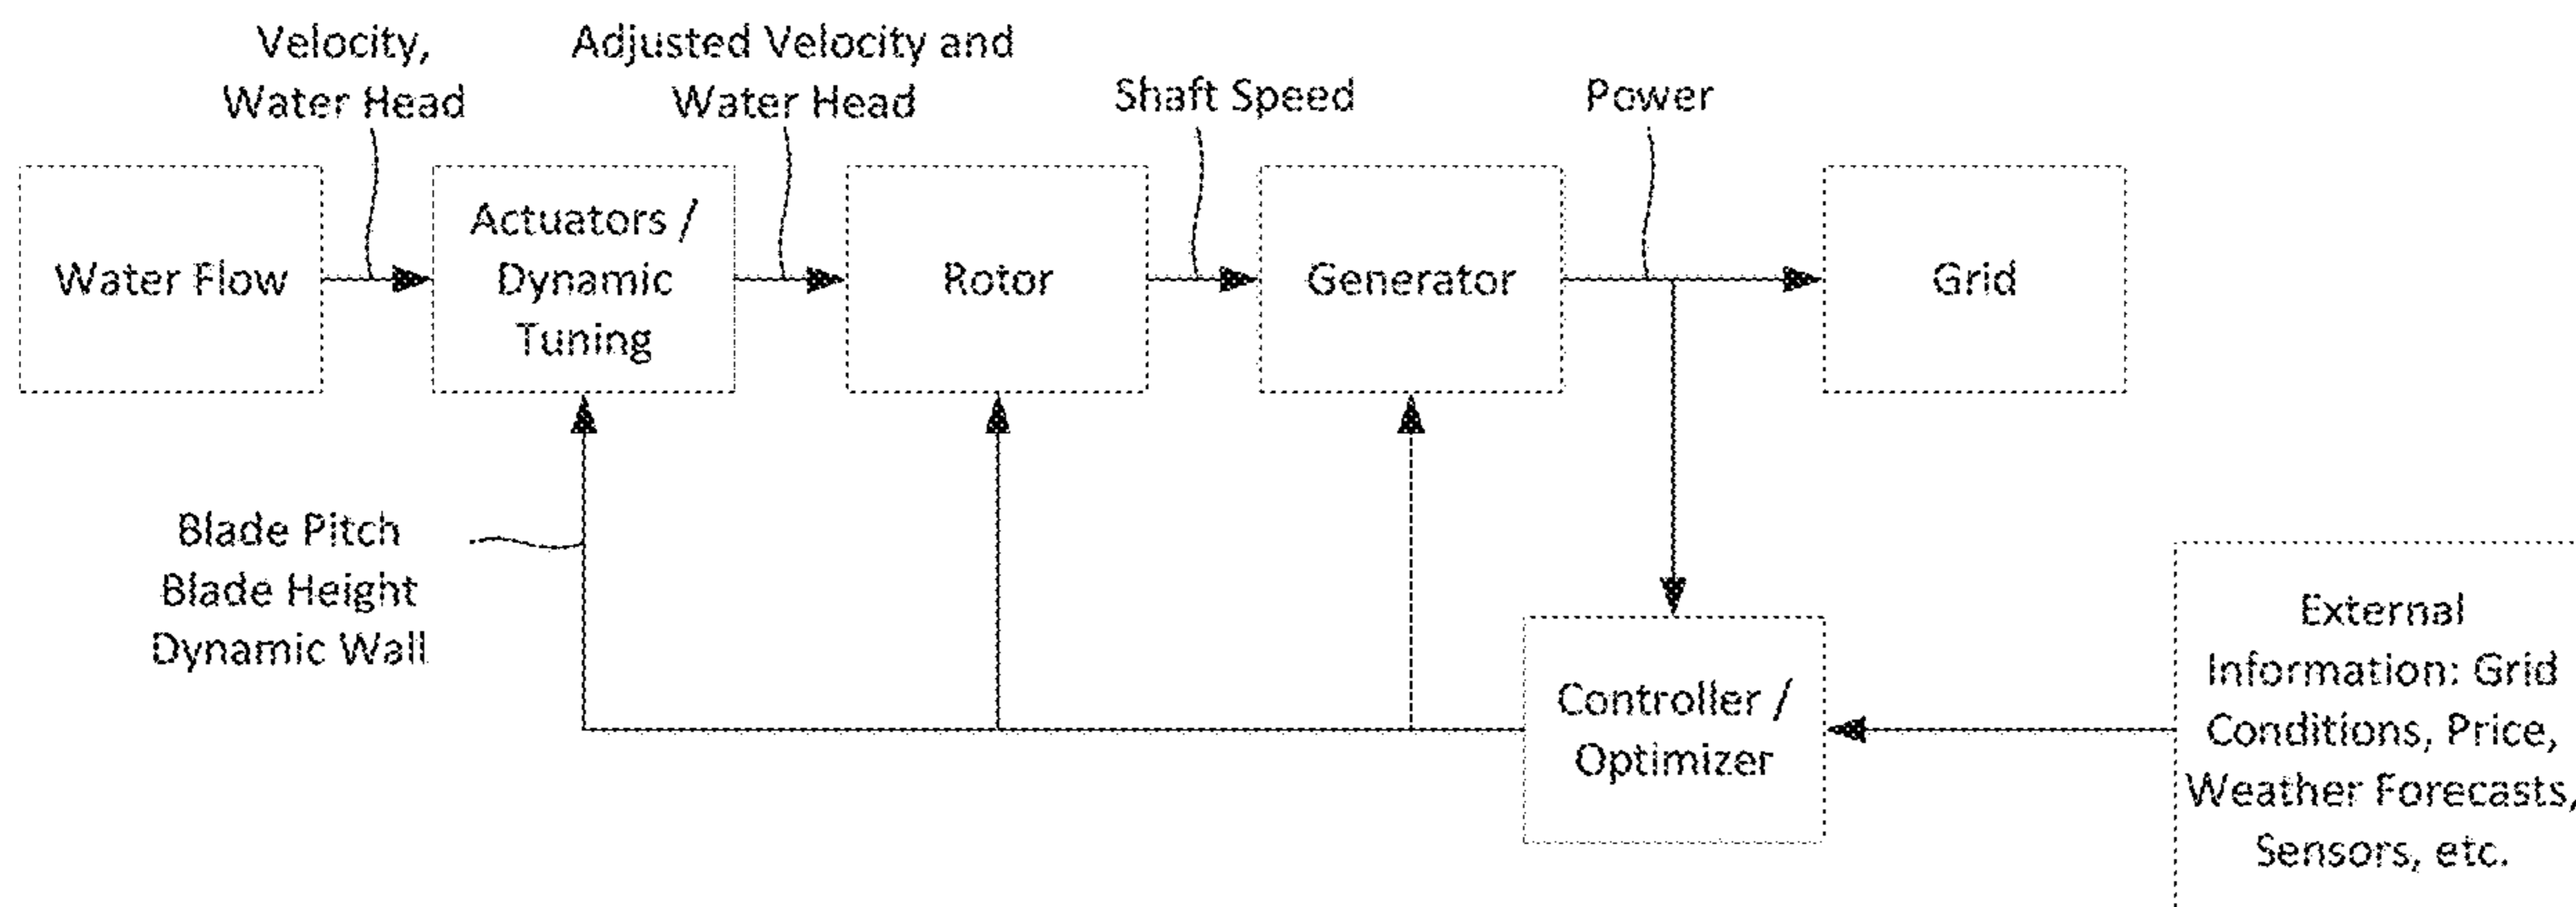 Velocity,
Water Head
Adjusted Velocity and
Water Head
Shaft Speed
Power
Water Flow
Actuators /
Dynamic
Tuning
Rotor
Generator
Grid
Blade Pitch
Blade Height
Dynamic Wall
Controller /
Optimizer
External
Information: Grid
Conditions, Price,
Weather Forecasts,
Sensors, etc.